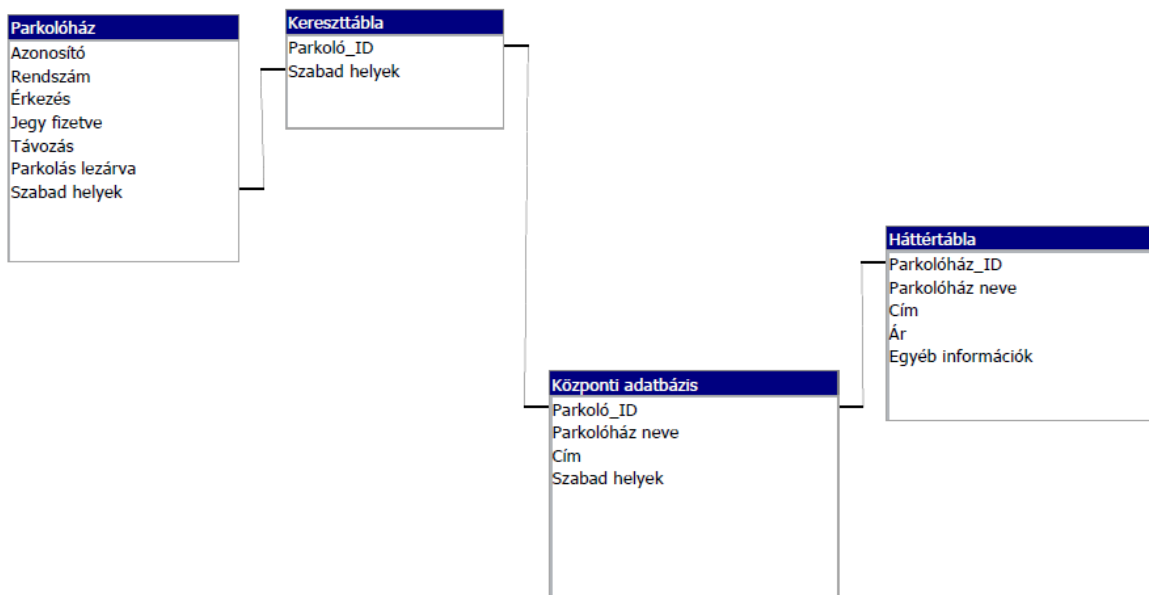 Parkolóház
Azonosító
Rendszám
Érkezés
Jegy fizetve
Távozás
Parkolás lezárva
Szabad helyek
Kereszttábla
Parkoló_ID
Szabad helyek
Központi adatbázis
Parkoló_ID
Parkolóház neve
Cím
Szabad helyek
Háttértábla
Parkolóház_ID
Parkolóház neve
Cím
Ár
Egyéb információk